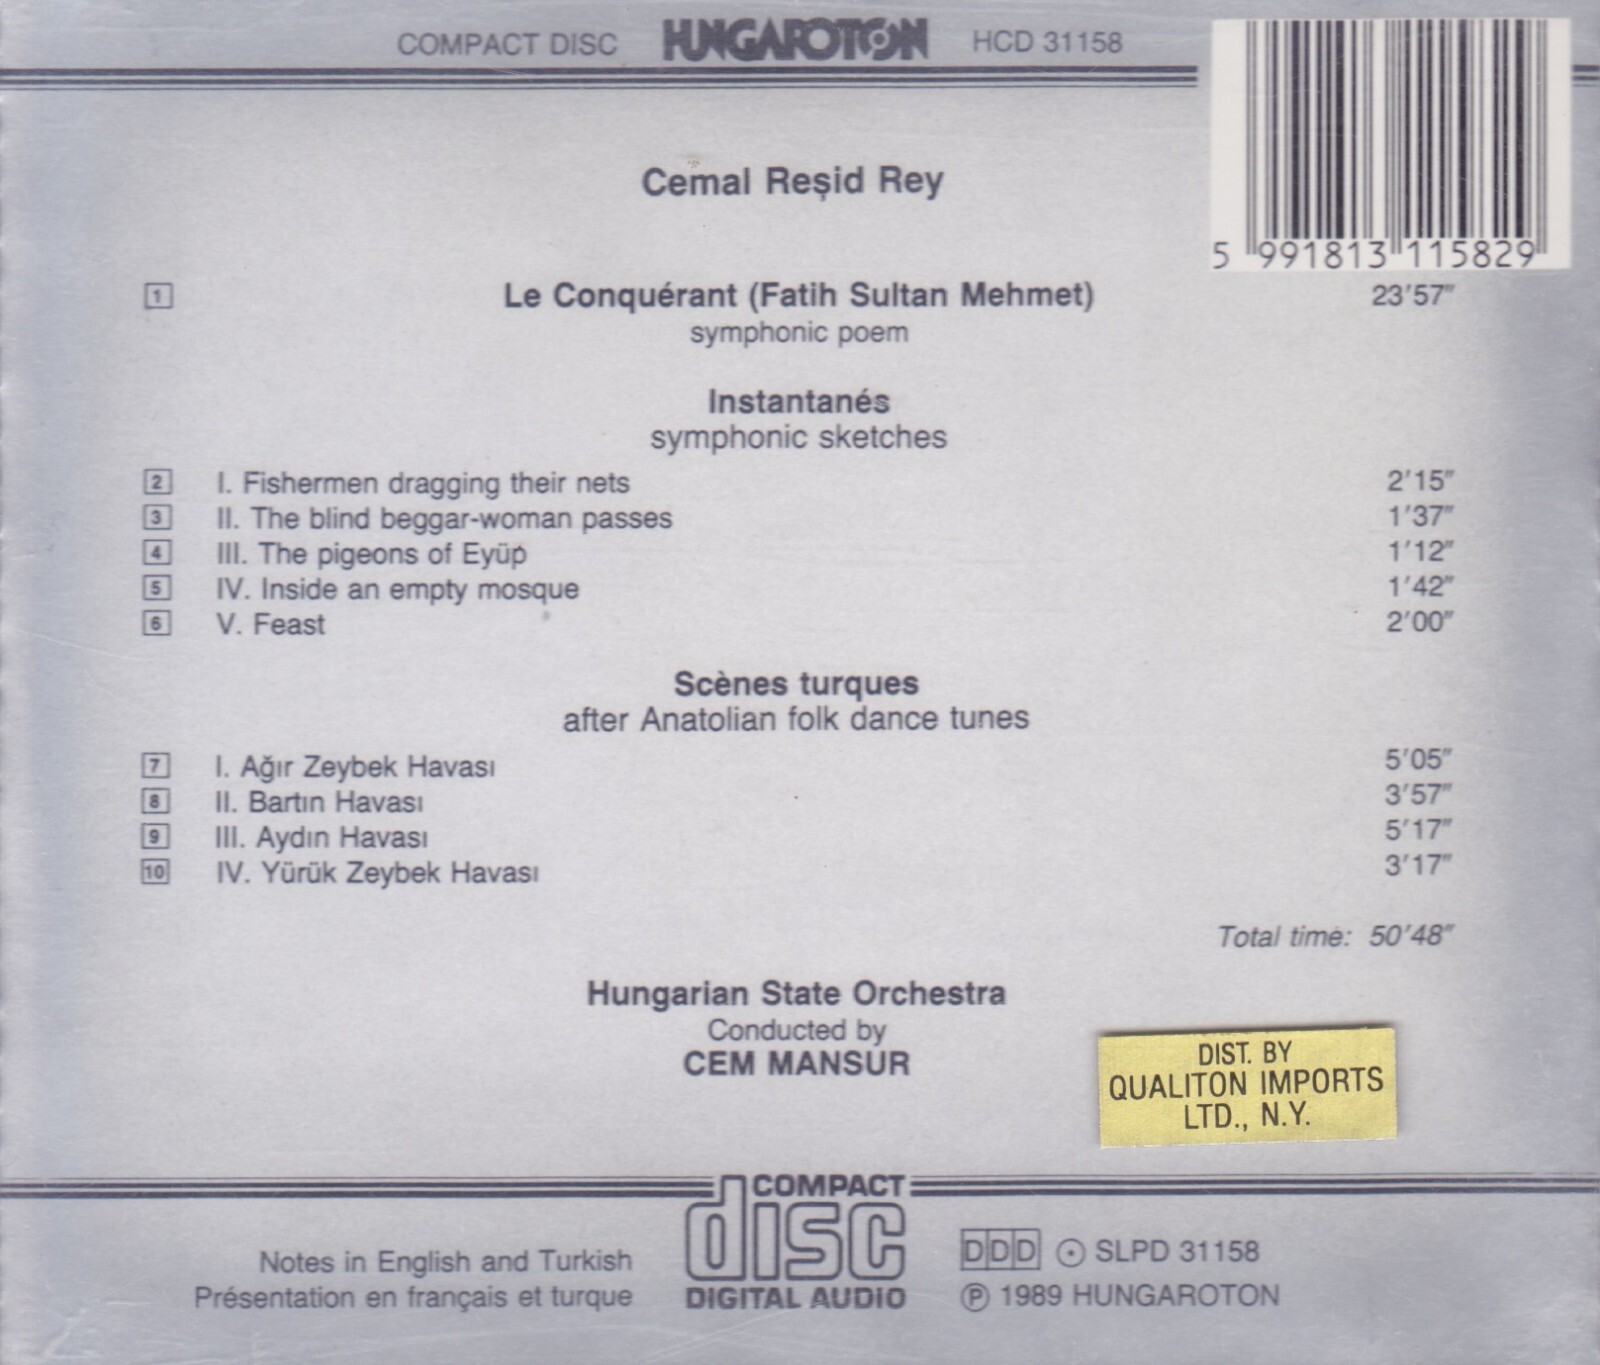 COMPACT DISC HUNGAROTON HCD 31158
5 991813 115829
Cemal Reşid Rey
1 Le Conquérant (Fatih Sultan Mehmet) 23'57"
symphonic poem
Instantanés
symphonic sketches
2 I. Fishermen dragging their nets 2'15"
3 II. The blind beggar-woman passes 1'37"
4 III. The pigeons of Eyüp 1'12"
5 IV. Inside an empty mosque 1'42"
6 V. Feast 2'00"
Scènes turques
after Anatolian folk dance tunes
7 I. Ağır Zeybek Havası 5'05"
8 II. Bartın Havası 3'57"
9 III. Aydın Havası 5'17"
10 IV. Yürük Zeybek Havası 3'17"
Total time: 50'48"
Hungarian State Orchestra
Conducted by
CEM MANSUR
DIST. BY
QUALITON IMPORTS
LTD., N.Y.
COMPACT
disc
DIGITAL AUDIO
Notes in English and Turkish
Présentation en français et turque
DDD SLPD 31158
℗ 1989 HUNGAROTON